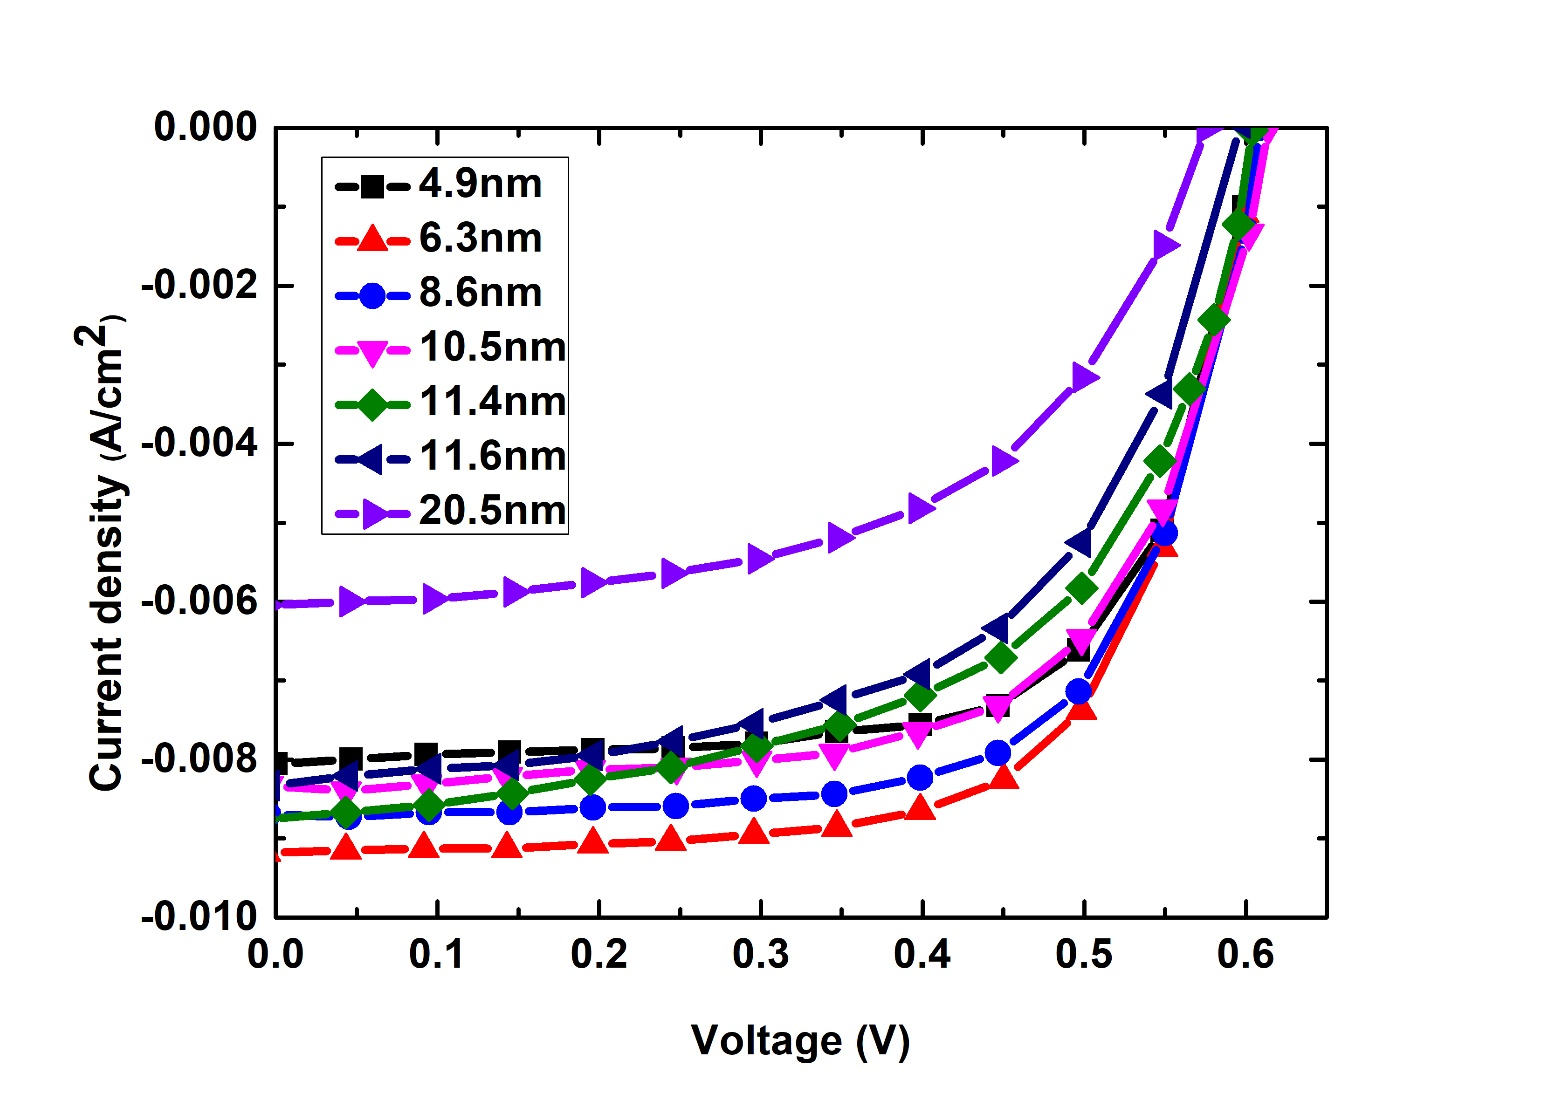 0.000
-0.002
-0.004
-0.006
-0.008
-0.010
Current density (A/cm2)
4.9nm
6.3nm
8.6nm
10.5nm
11.4nm
11.6nm
20.5nm
0.0 0.1 0.2 0.3 0.4 0.5 0.6
Voltage (V)